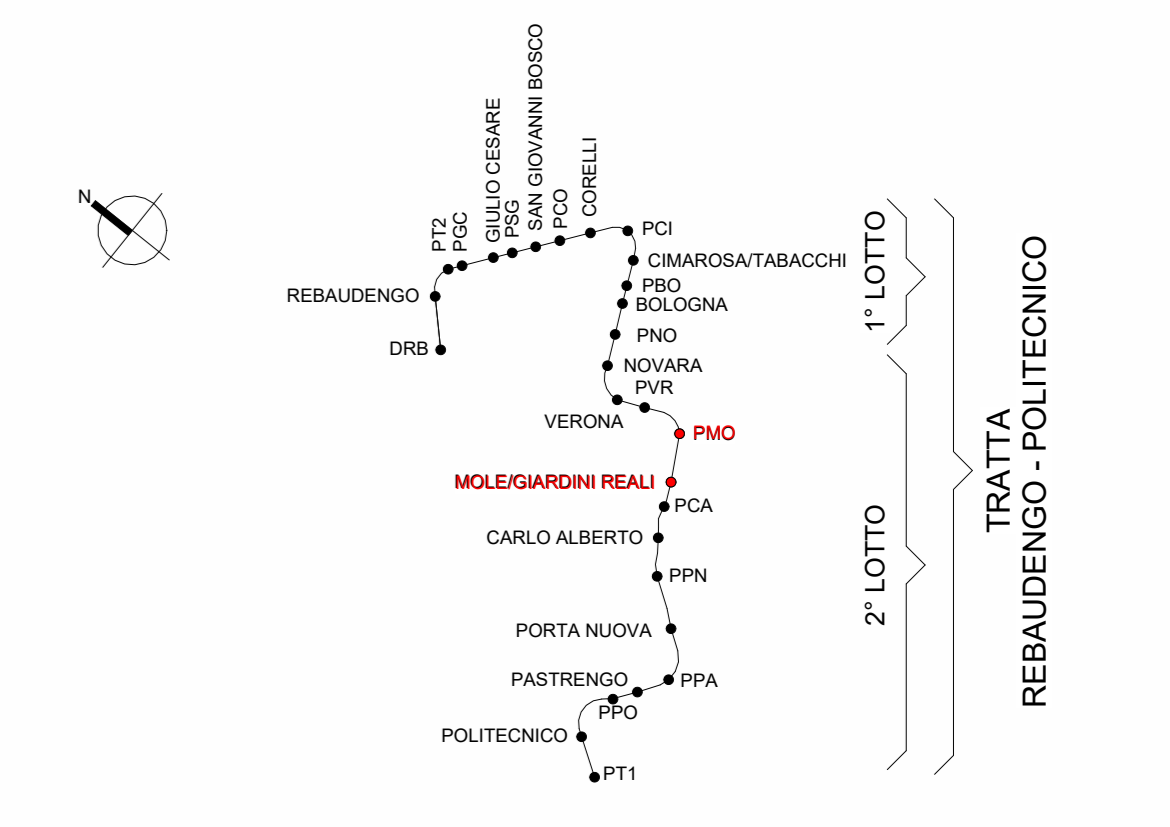 N
PT2
PGC
GIULIO CESARE
PSG
SAN GIOVANNI BOSCO
PCO
CORELLI
PCI
CIMAROSA/TABACCHI
REBAUDENGO
PBO
BOLOGNA
DRB
PNO
NOVARA
PVR
VERONA
PMO
MOLE/GIARDINI REALI
PCA
CARLO ALBERTO
PPN
PORTA NUOVA
PASTRENGO
PPA
PPO
POLITECNICO
PT1
1° LOTTO
2° LOTTO
TRATTA
REBAUDENGO - POLITECNICO